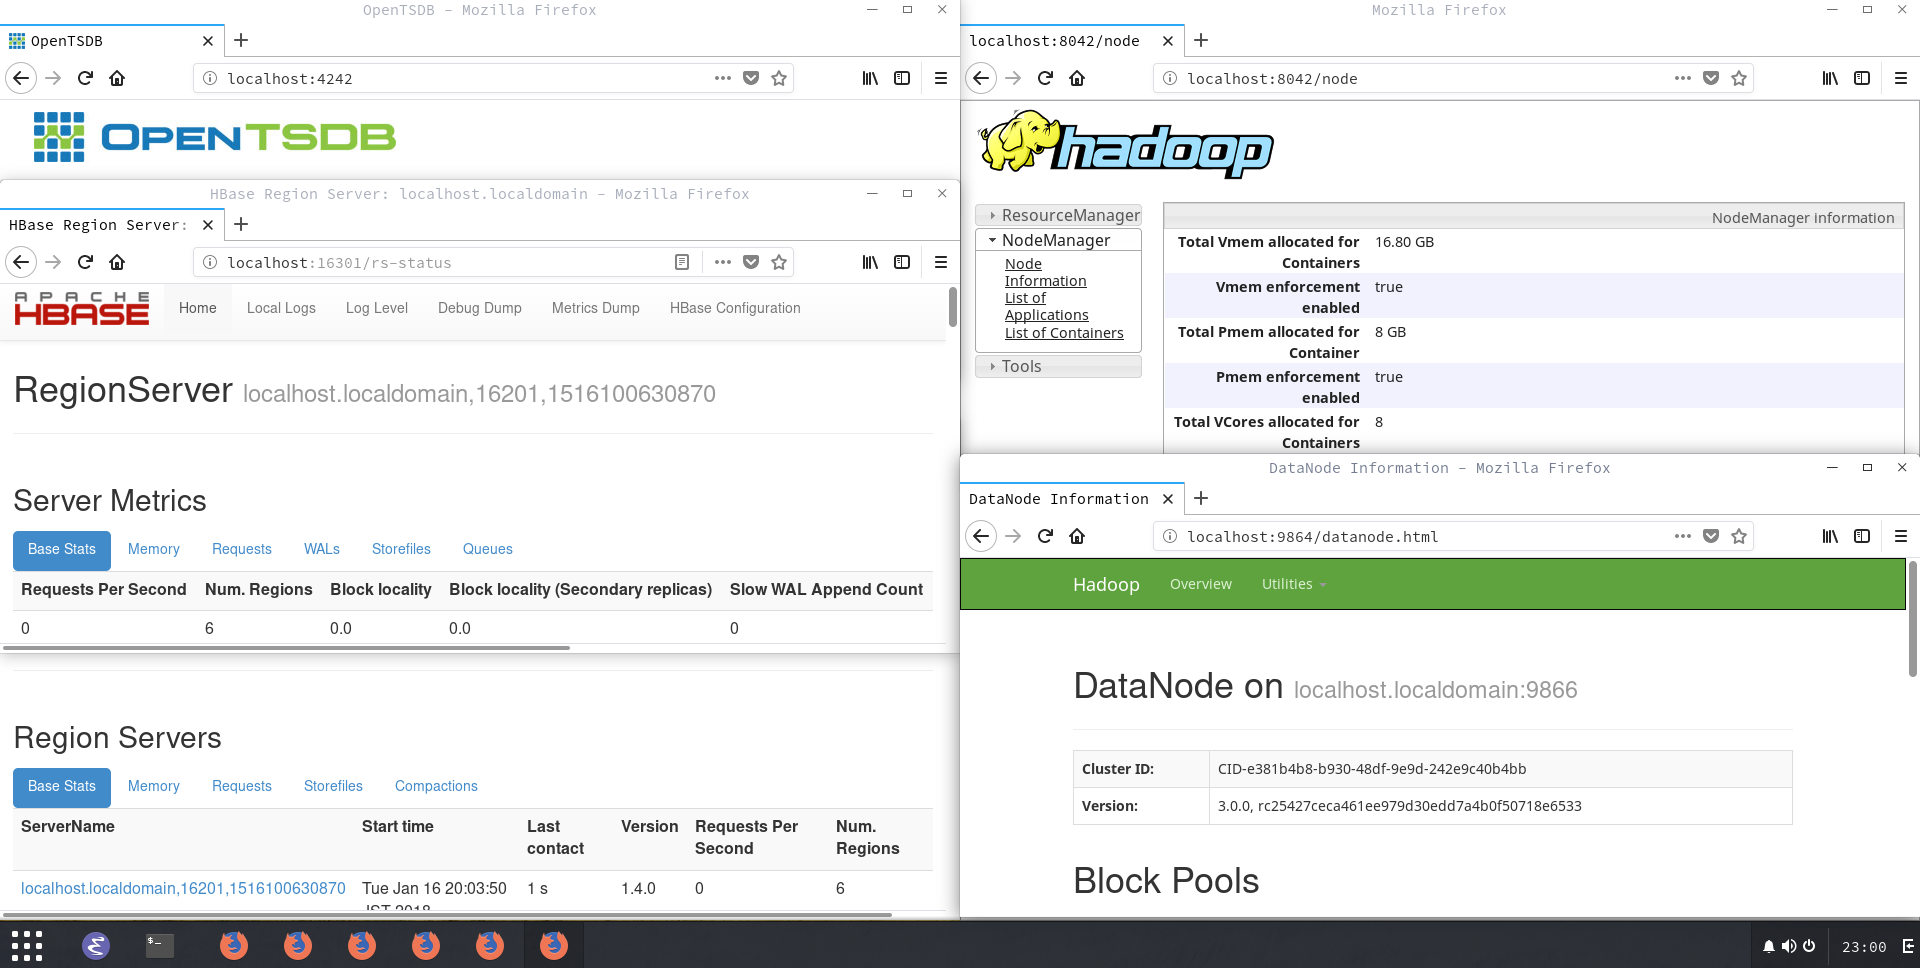 OpenTSDB - Mozilla Firefox
OpenTSDB
localhost:4242
OPENTSDB
HBase Region Server: localhost.localdomain - Mozilla Firefox
HBase Region Server:
localhost:16301/rs-status
APACHE
HBASE
Home Local Logs Log Level Debug Dump Metrics Dump HBase Configuration
RegionServer localhost.localdomain,16201,1516100630870
Server Metrics
Base Stats Memory Requests WALs Storefiles Queues
Requests Per Second Num. Regions Block locality Block locality (Secondary replicas) Slow WAL Append Count
0 6 0.0 0.0 0
Region Servers
Base Stats Memory Requests Storefiles Compactions
ServerName Start time Last contact Version Requests Per Second Num. Regions
localhost.localdomain,16201,1516100630870 Tue Jan 16 20:03:50 1 s 1.4.0 0 6
IST 2018
Mozilla Firefox
localhost:8042/node
localhost:8042/node
hadoop
ResourceManager
NodeManager
Node
Information
List of
Applications
List of Containers
Tools
NodeManager information
Total Vmem allocated for Containers 16.80 GB
Vmem enforcement enabled true
Total Pmem allocated for Container 8 GB
Pmem enforcement enabled true
Total VCores allocated for Containers 8
DataNode Information - Mozilla Firefox
DataNode Information
localhost:9864/datanode.html
Hadoop Overview Utilities
DataNode on localhost.localdomain:9866
Cluster ID: CID-e381b4b8-b930-48df-9e9d-242e9c40b4bb
Version: 3.0.0, rc25427ceca461ee979d30edd7a4b0f50718e6533
Block Pools
$-
23:00